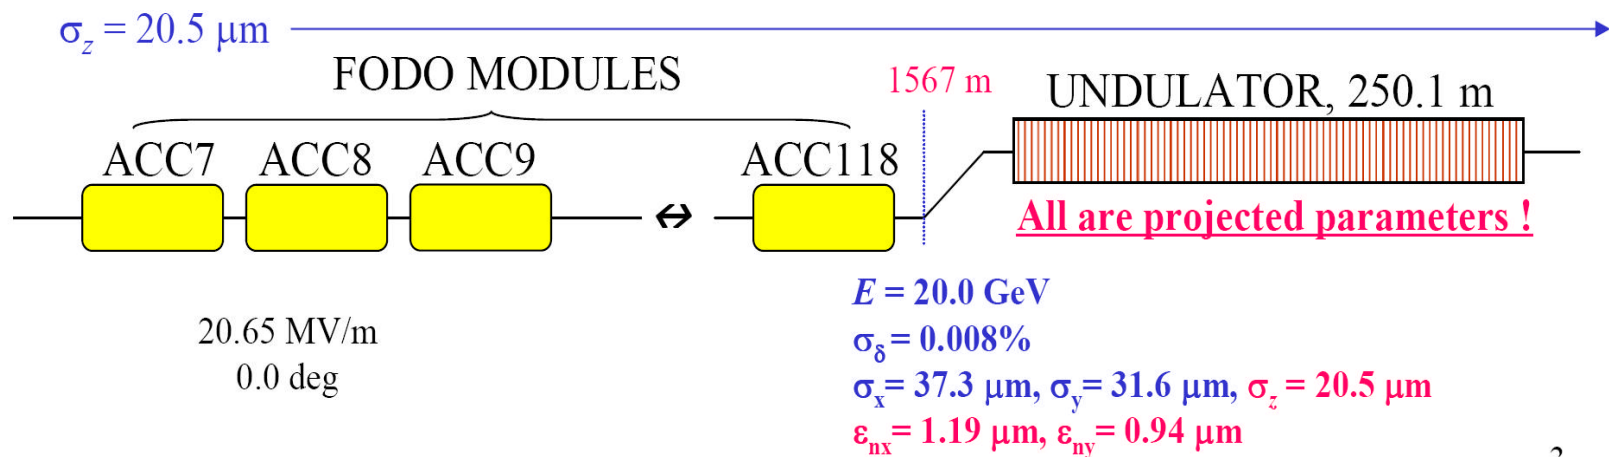 σz = 20.5 μm
FODO MODULES
1567 m
UNDULATOR, 250.1 m
ACC7 ACC8 ACC9 ACC118
All are projected parameters !
E = 20.0 GeV
20.65 MV/m
σδ = 0.008%
0.0 deg
σx= 37.3 μm, σy= 31.6 μm, σz = 20.5 μm
εnx= 1.19 μm, εny= 0.94 μm